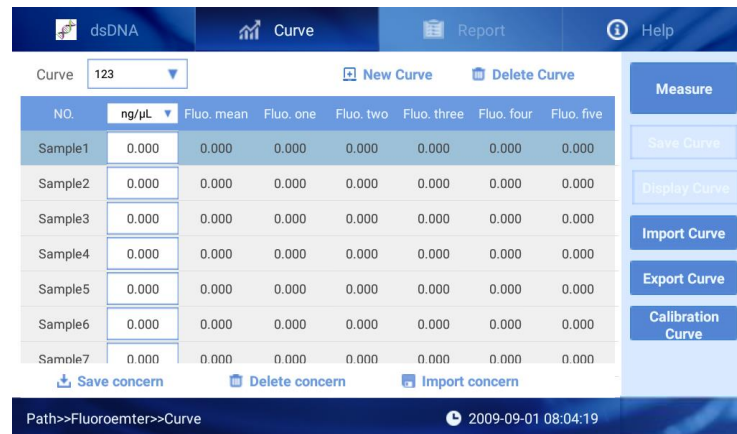 dsDNA Curve Report Help
Curve 123 New Curve Delete Curve
Measure
NO. ng/µL Fluo. mean Fluo. one Fluo. two Fluo. three Fluo. four Fluo. five
Sample1 0.000 0.000 0.000 0.000 0.000 0.000 0.000
Save Curve
Sample2 0.000 0.000 0.000 0.000 0.000 0.000 0.000
Display Curve
Sample3 0.000 0.000 0.000 0.000 0.000 0.000 0.000
Import Curve
Sample4 0.000 0.000 0.000 0.000 0.000 0.000 0.000
Export Curve
Sample5 0.000 0.000 0.000 0.000 0.000 0.000 0.000
Calibration
Curve
Sample6 0.000 0.000 0.000 0.000 0.000 0.000 0.000
Sample7 0.000 0.000 0.000 0.000 0.000 0.000 0.000
Save concern Delete concern Import concern
Path>>Fluoroemter>>Curve 2009-09-01 08:04:19